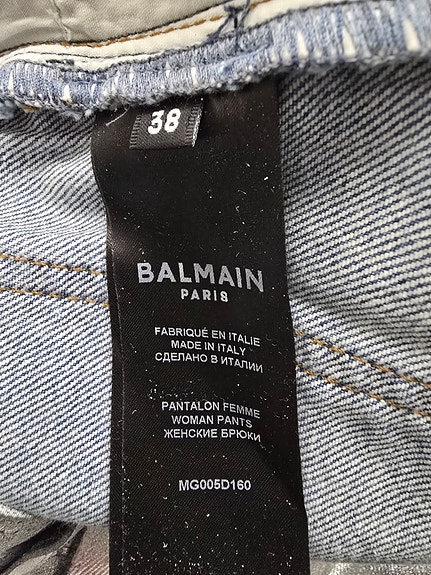 38
BALMAIN
PARIS
FABRIQUÉ EN ITALIE
MADE IN ITALY
СДЕЛАНО В ИТАЛИИ
PANTALON FEMME
WOMAN PANTS
ЖЕНСКИЕ БРЮКИ
MG005D160